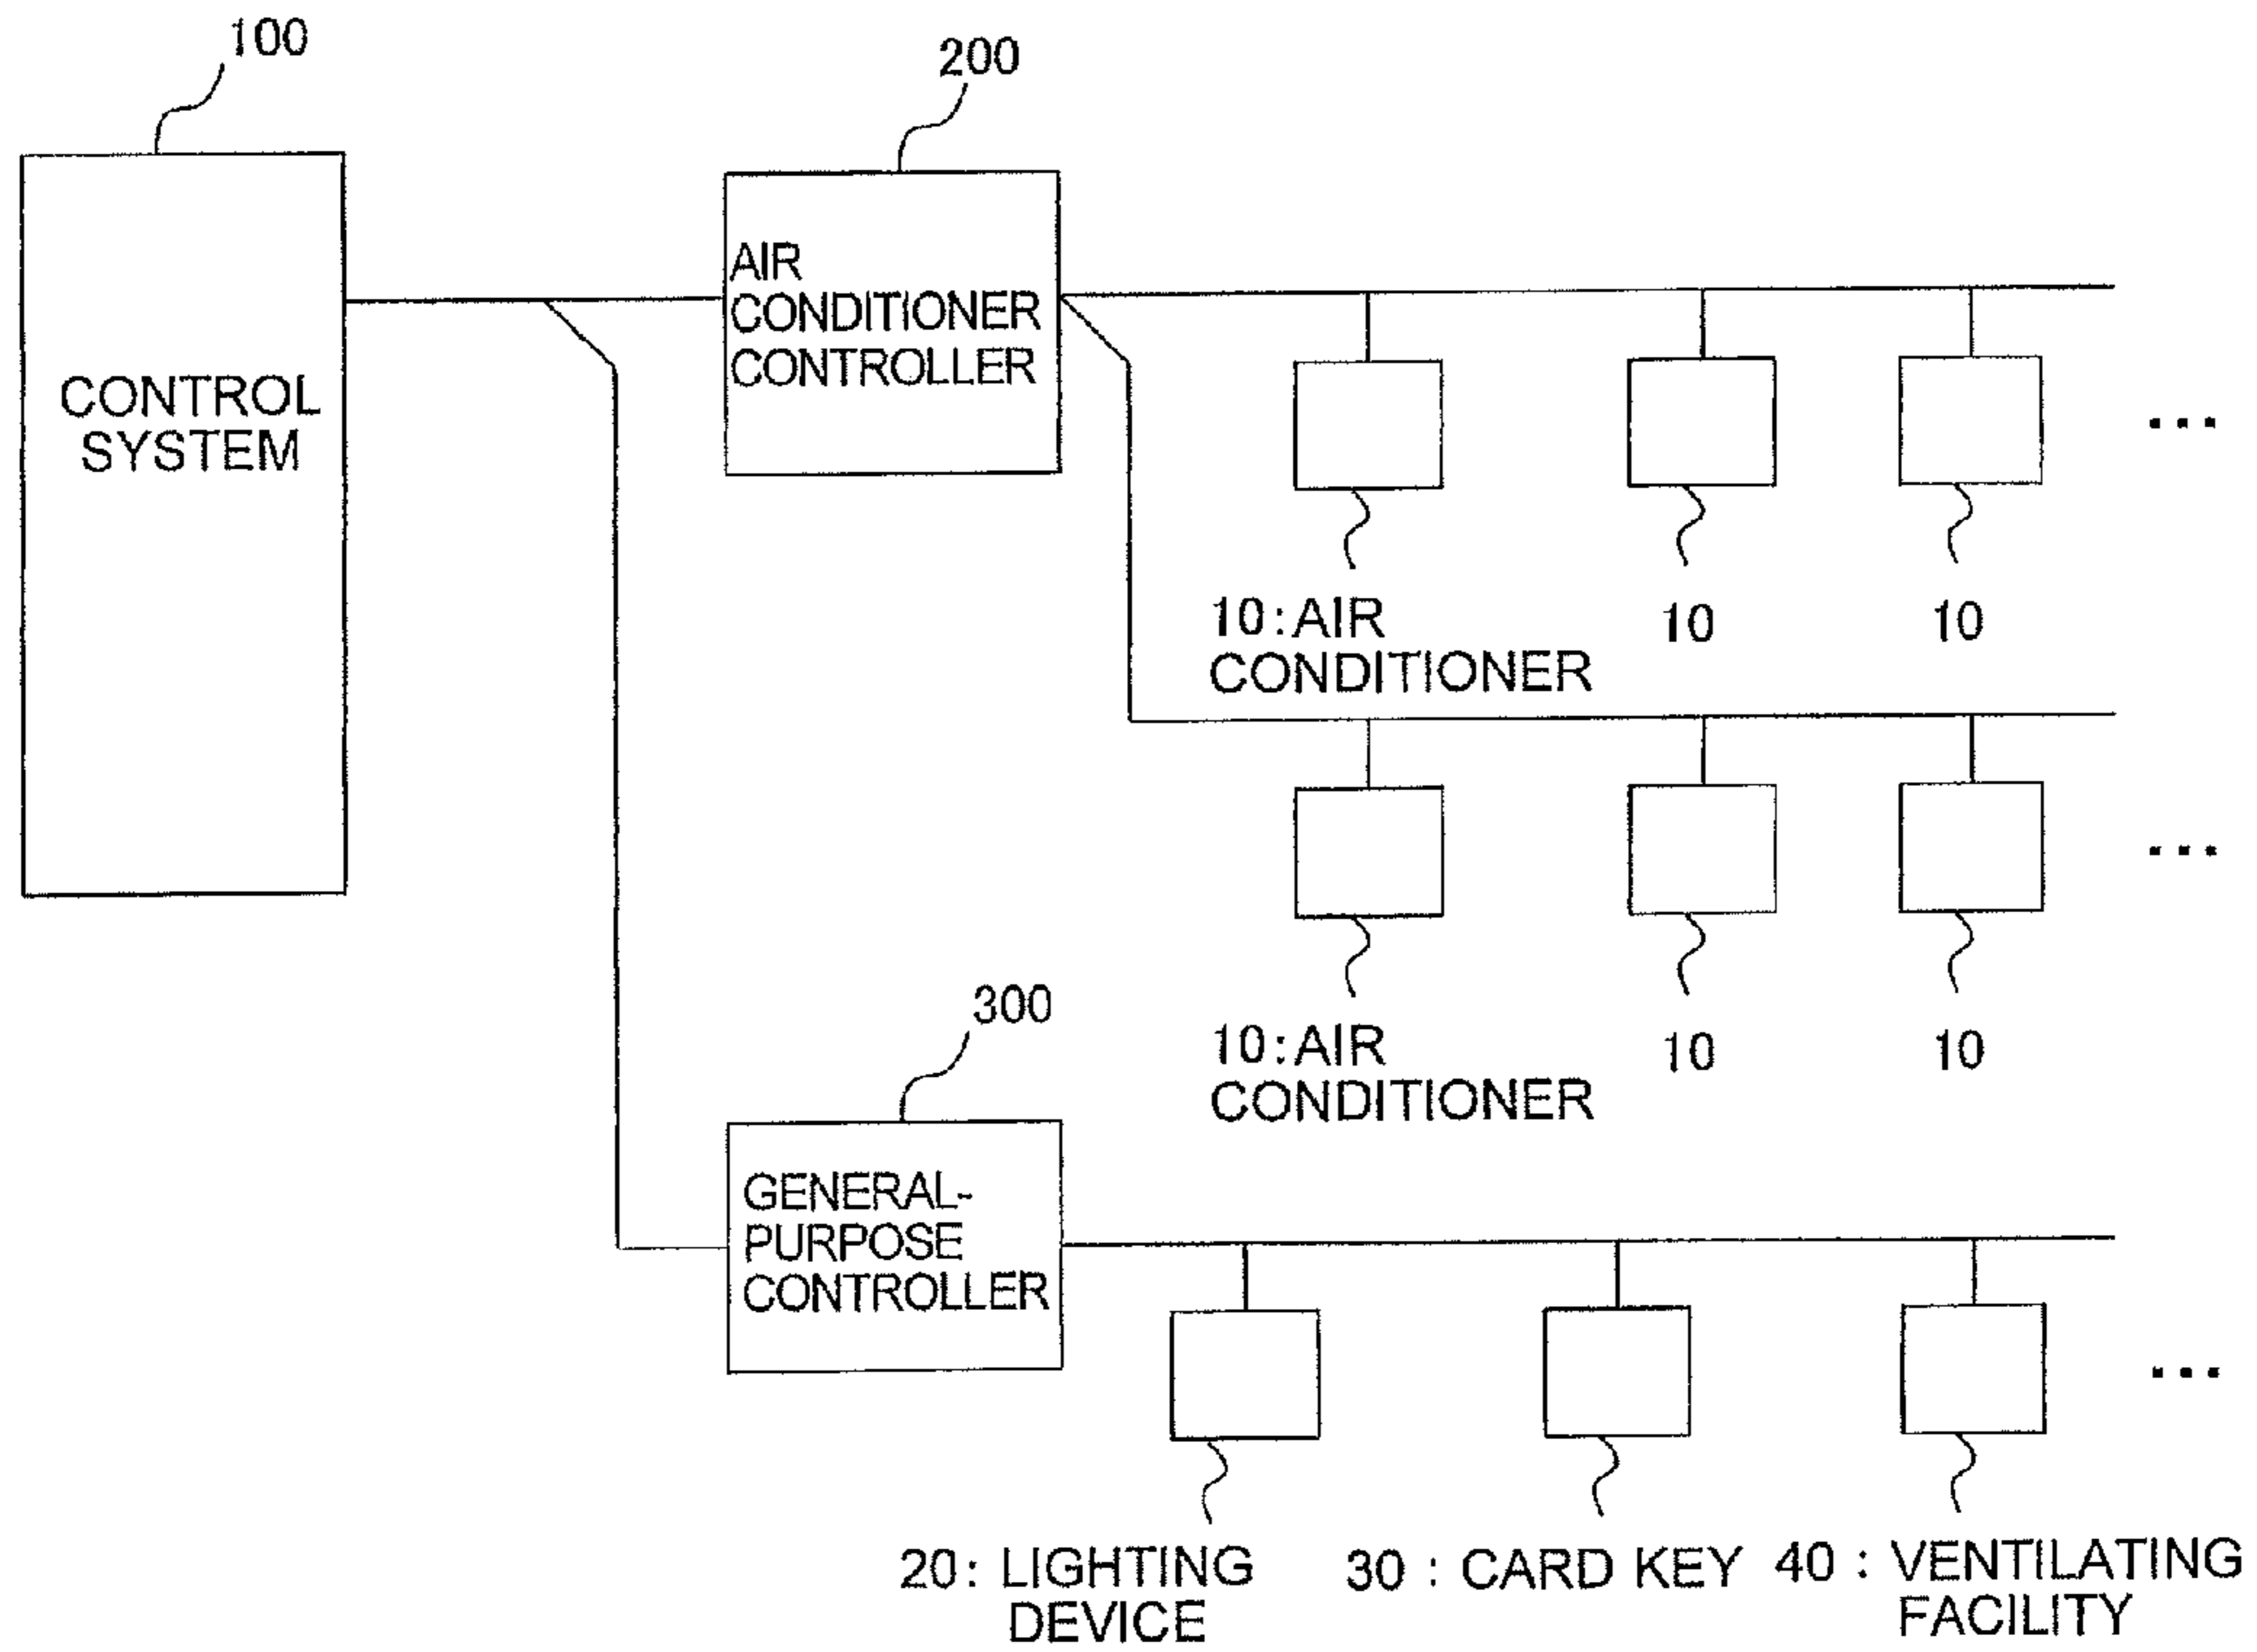 100
200
CONTROL
SYSTEM
AIR
CONDITIONER
CONTROLLER
...
10:AIR
CONDITIONER
10
10
...
10:AIR
CONDITIONER
10
10
300
GENERAL-
PURPOSE
CONTROLLER
...
20: LIGHTING
DEVICE
30 : CARD KEY
40 : VENTILATING
FACILITY